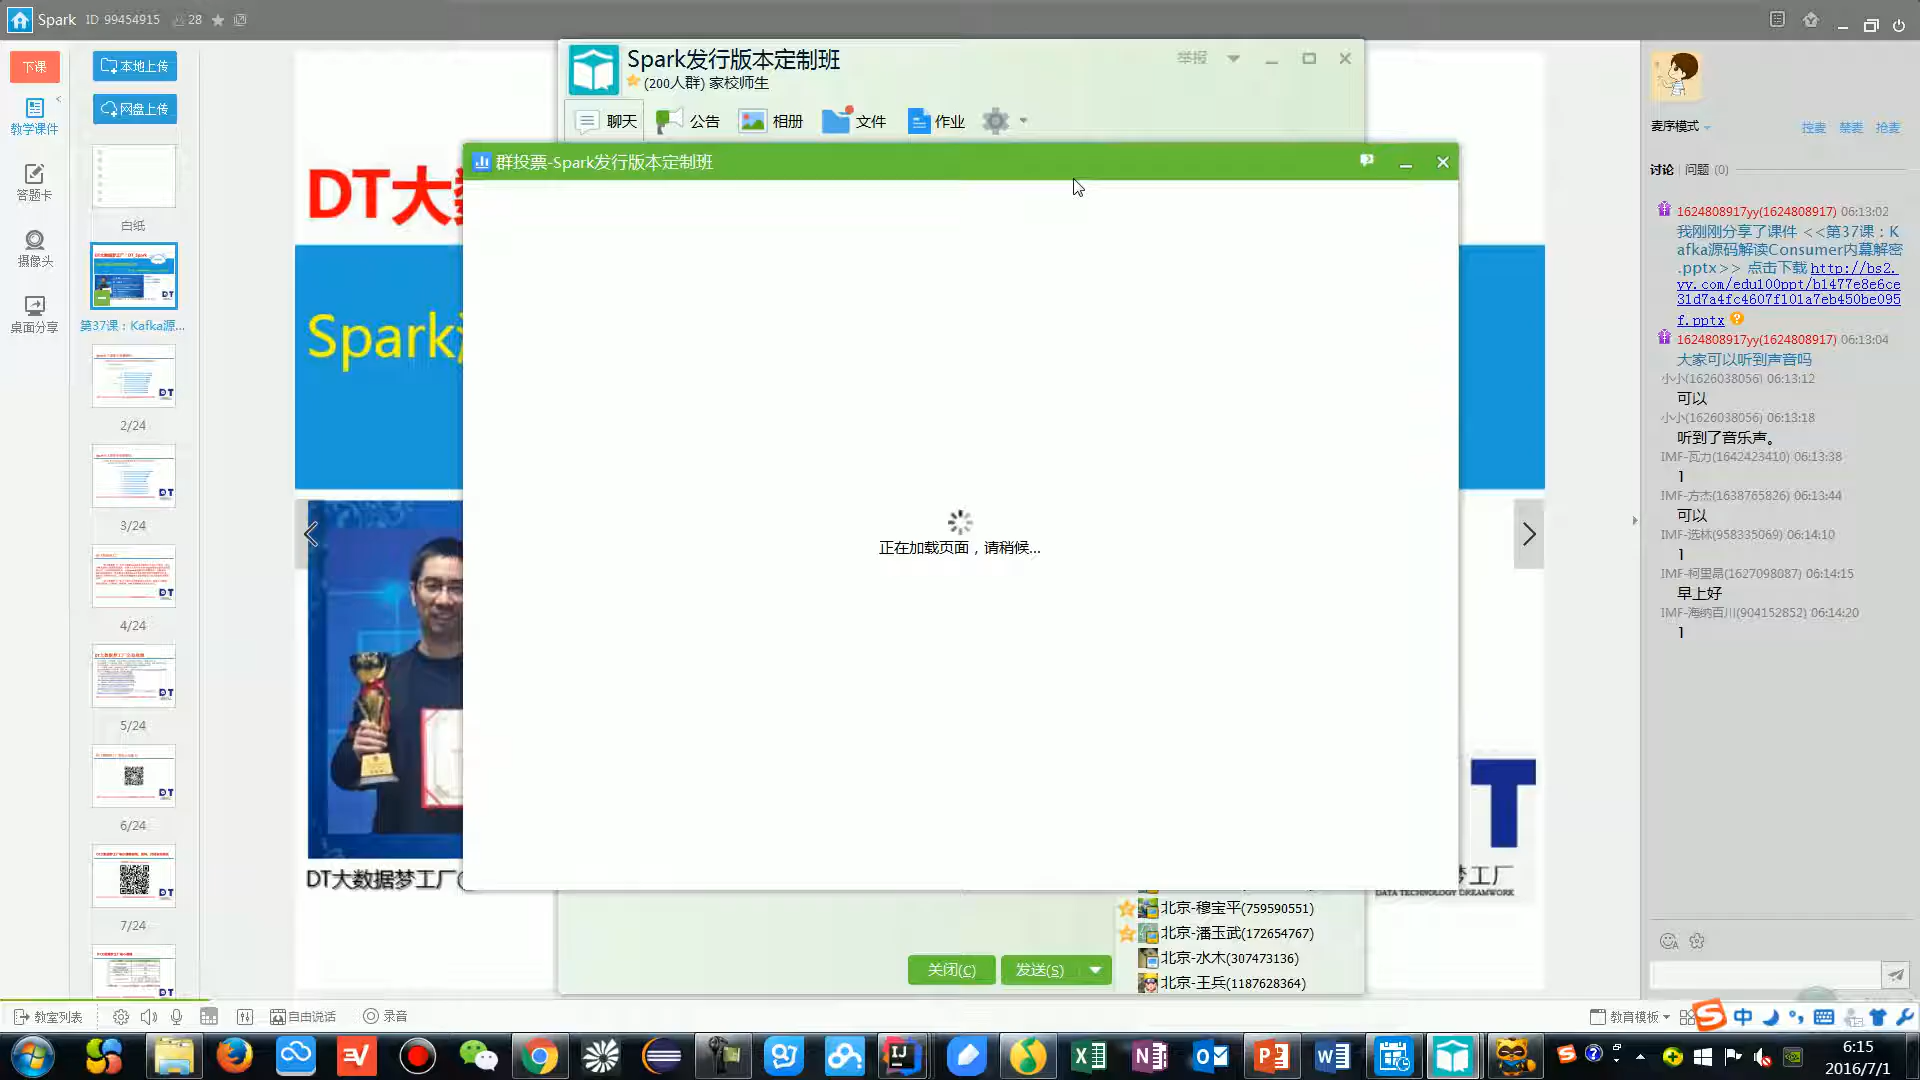 Spark ID 99454915 28
下课
教学课件
答题卡
摄像头
桌面分享
本地上传
网盘上传
白纸
第37课：Kafka源...
2/24
3/24
4/24
5/24
6/24
7/24
DT大
Spark
DT大数据梦工厂
Spark发行版本定制班
(200人群) 家校师生
举报
聊天
公告
相册
文件
作业
群投票-Spark发行版本定制班
正在加载页面，请稍候...
工厂
DATA TECHNOLOGY DREAMWORK
北京-穆宝平(759590551)
北京-潘玉武(172654767)
北京-水木(307473136)
北京-王兵(1187628364)
关闭(C)
发送(S)
麦序模式
控麦 禁麦 抢麦
讨论 问题 (0)
1624808917yy(1624808917) 06:13:02
我刚刚分享了课件 <<第37课：K
afka源码解读Consumer内幕解密
.pptx>> 点击下载 http://bs2.
yy.com/edu100ppt/b1477e8e6ce
31d7a4fc4607f101a7eb450be095
f.pptx
1624808917yy(1624808917) 06:13:04
大家可以听到声音吗
小小(1626038056) 06:13:12
可以
小小(1626038056) 06:13:18
听到了音乐声。
IMF-瓦力(1642423410) 06:13:38
1
IMF-方杰(1638765826) 06:13:44
可以
IMF-选林(958335069) 06:14:10
1
IMF-柯里昂(1627098087) 06:14:15
早上好
IMF-海纳百川(904152852) 06:14:20
1
教室列表
自由说话
录音
教育模板
中
6:15
2016/7/1